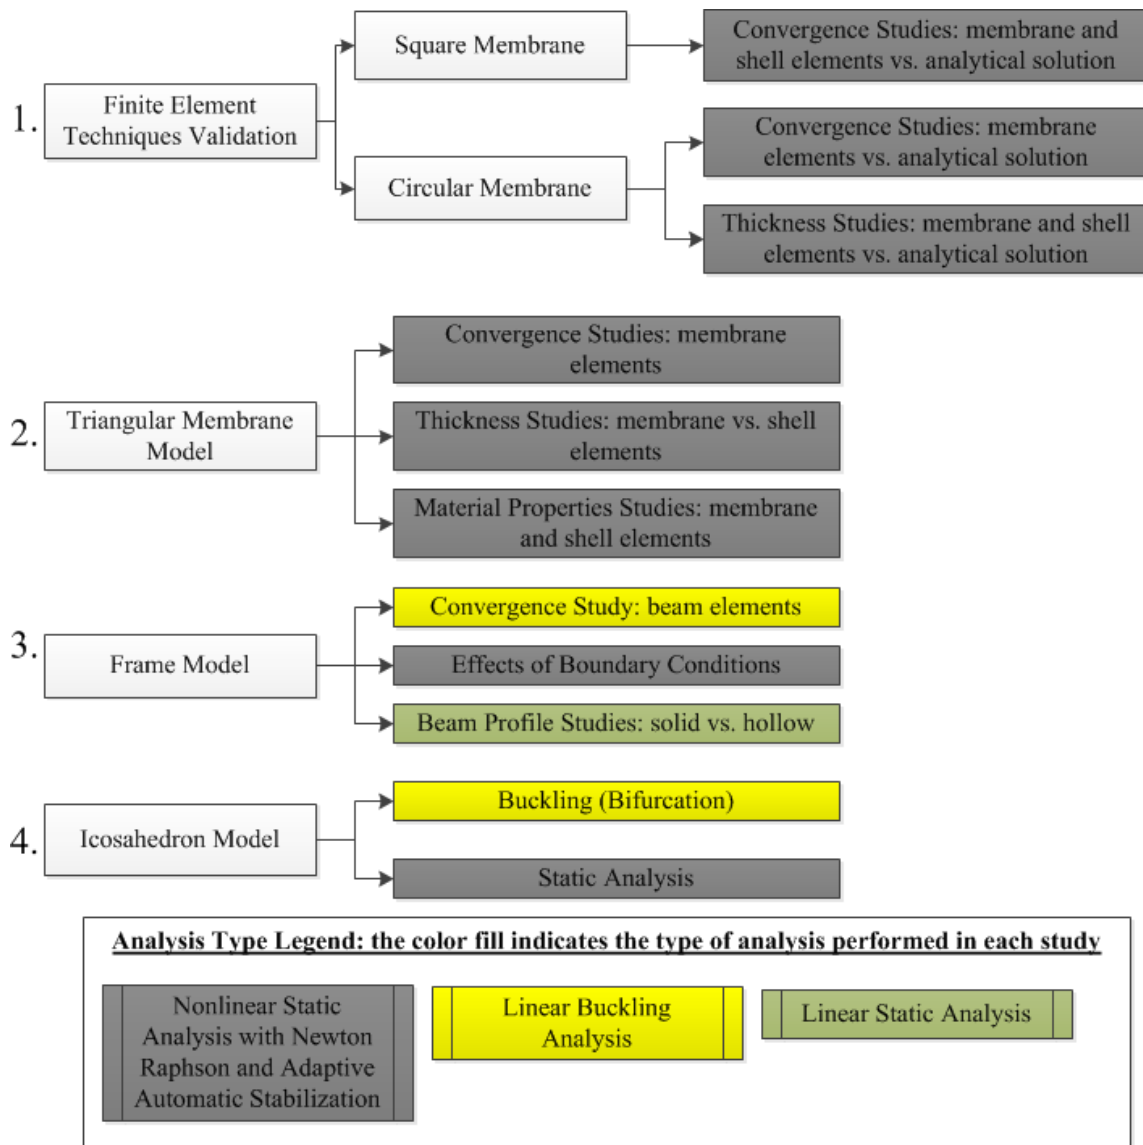 1.
Finite Element
Techniques Validation
Square Membrane
Convergence Studies: membrane and
shell elements vs. analytical solution
Circular Membrane
Convergence Studies: membrane
elements vs. analytical solution
Thickness Studies: membrane and shell
elements vs. analytical solution
2.
Triangular Membrane
Model
Convergence Studies: membrane
elements
Thickness Studies: membrane vs. shell
elements
Material Properties Studies: membrane
and shell elements
3.
Frame Model
Convergence Study: beam elements
Effects of Boundary Conditions
Beam Profile Studies: solid vs. hollow
4.
Icosahedron Model
Buckling (Bifurcation)
Static Analysis
Analysis Type Legend: the color fill indicates the type of analysis performed in each study
Nonlinear Static
Analysis with Newton
Raphson and Adaptive
Automatic Stabilization
Linear Buckling
Analysis
Linear Static Analysis